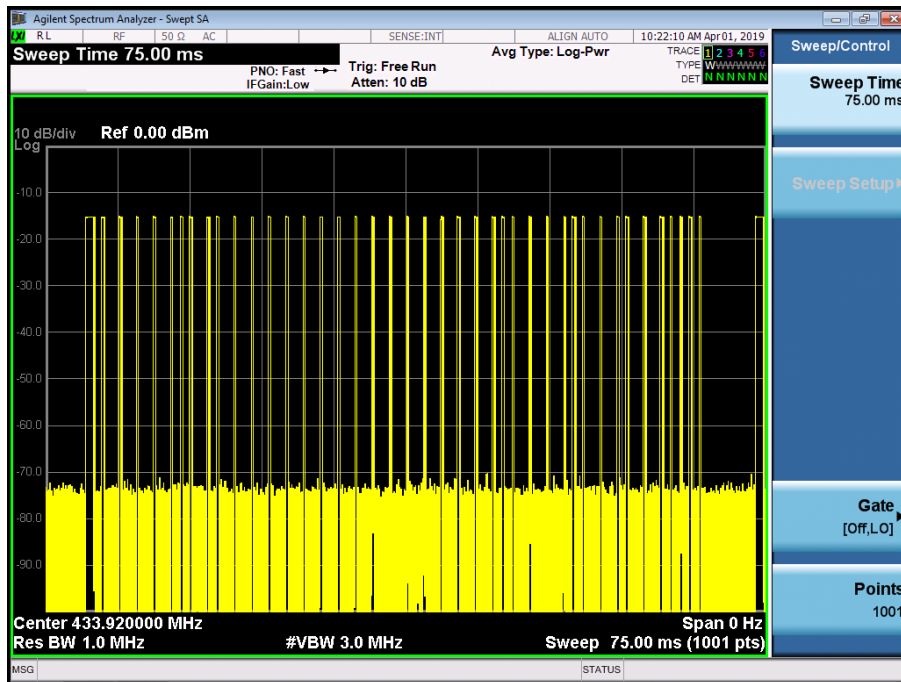 Agilent Spectrum Analyzer - Swept SA
LXI RL RF 50 Ω AC SENSE:INT ALIGN AUTO 10:22:10 AM Apr 01, 2019
Sweep Time 75.00 ms
PNO: Fast
IFGain:Low
Trig: Free Run
Atten: 10 dB
Avg Type: Log-Pwr
TRACE 1 2 3 4 5 6
TYPE W
DET N N N N N N
10 dB/div Ref 0.00 dBm
Log
-10.0
-20.0
-30.0
-40.0
-50.0
-60.0
-70.0
-80.0
-90.0
Center 433.920000 MHz Span 0 Hz
Res BW 1.0 MHz #VBW 3.0 MHz Sweep 75.00 ms (1001 pts)
MSG STATUS
Sweep/Control
Sweep Time
75.00 ms
Sweep Setup
Gate
[Off,LO]
Points
1001